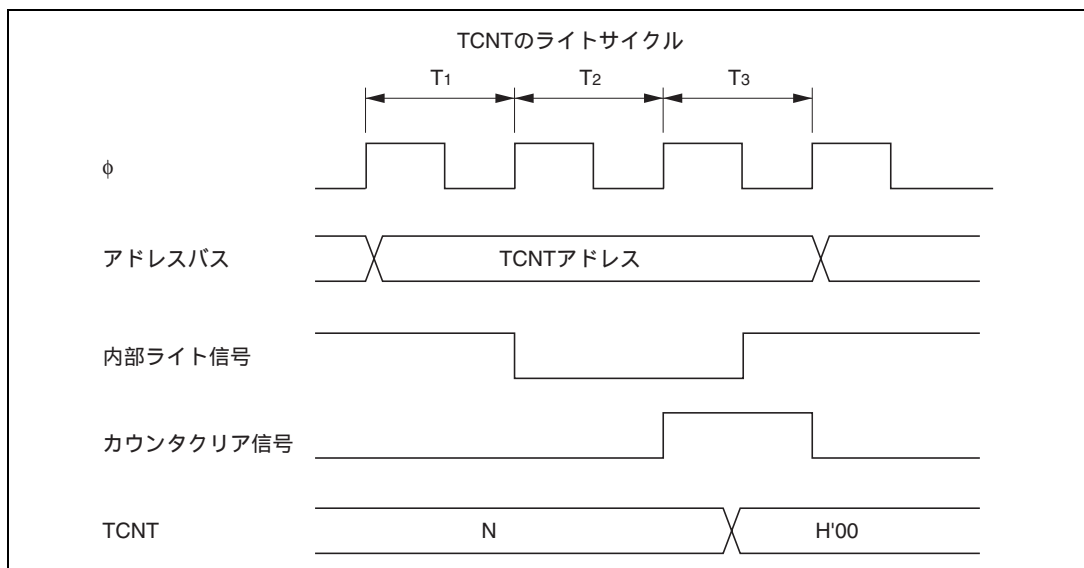 TCNTのライトサイクル
T1 T2 T3
φ
アドレスバス TCNTアドレス
内部ライト信号
カウンタクリア信号
TCNT N H'00